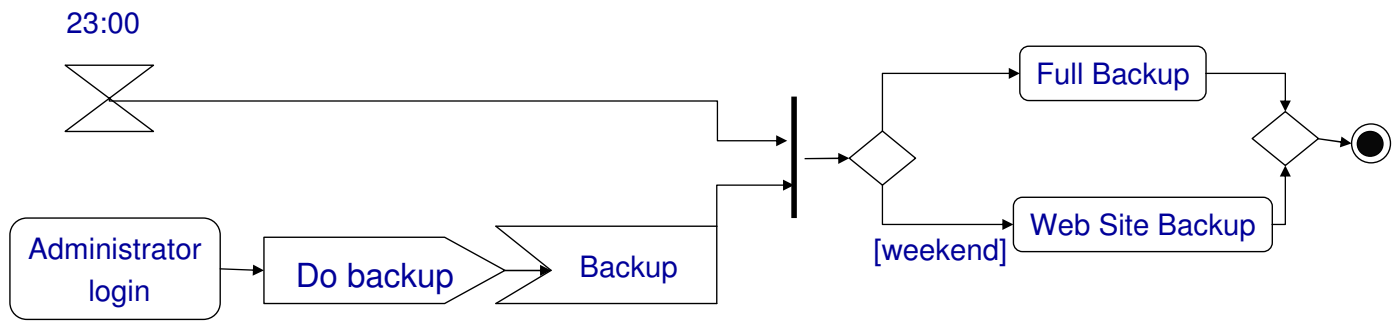 23:00
Full Backup
Administrator
login
Do backup
Backup
Web Site Backup
[weekend]